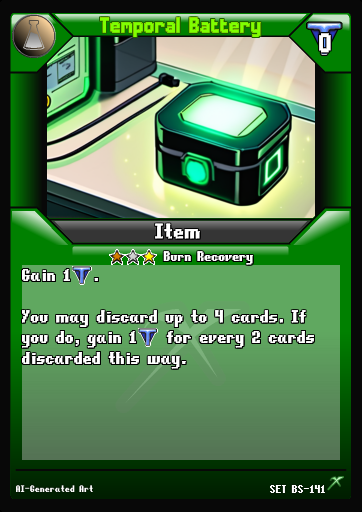 Temporal Battery
0
Item
Burn Recovery
Gain 1.
You may discard up to 4 cards. If
you do, gain 1 for every 2 cards
discarded this way.
AI-Generated Art
SET BS-141